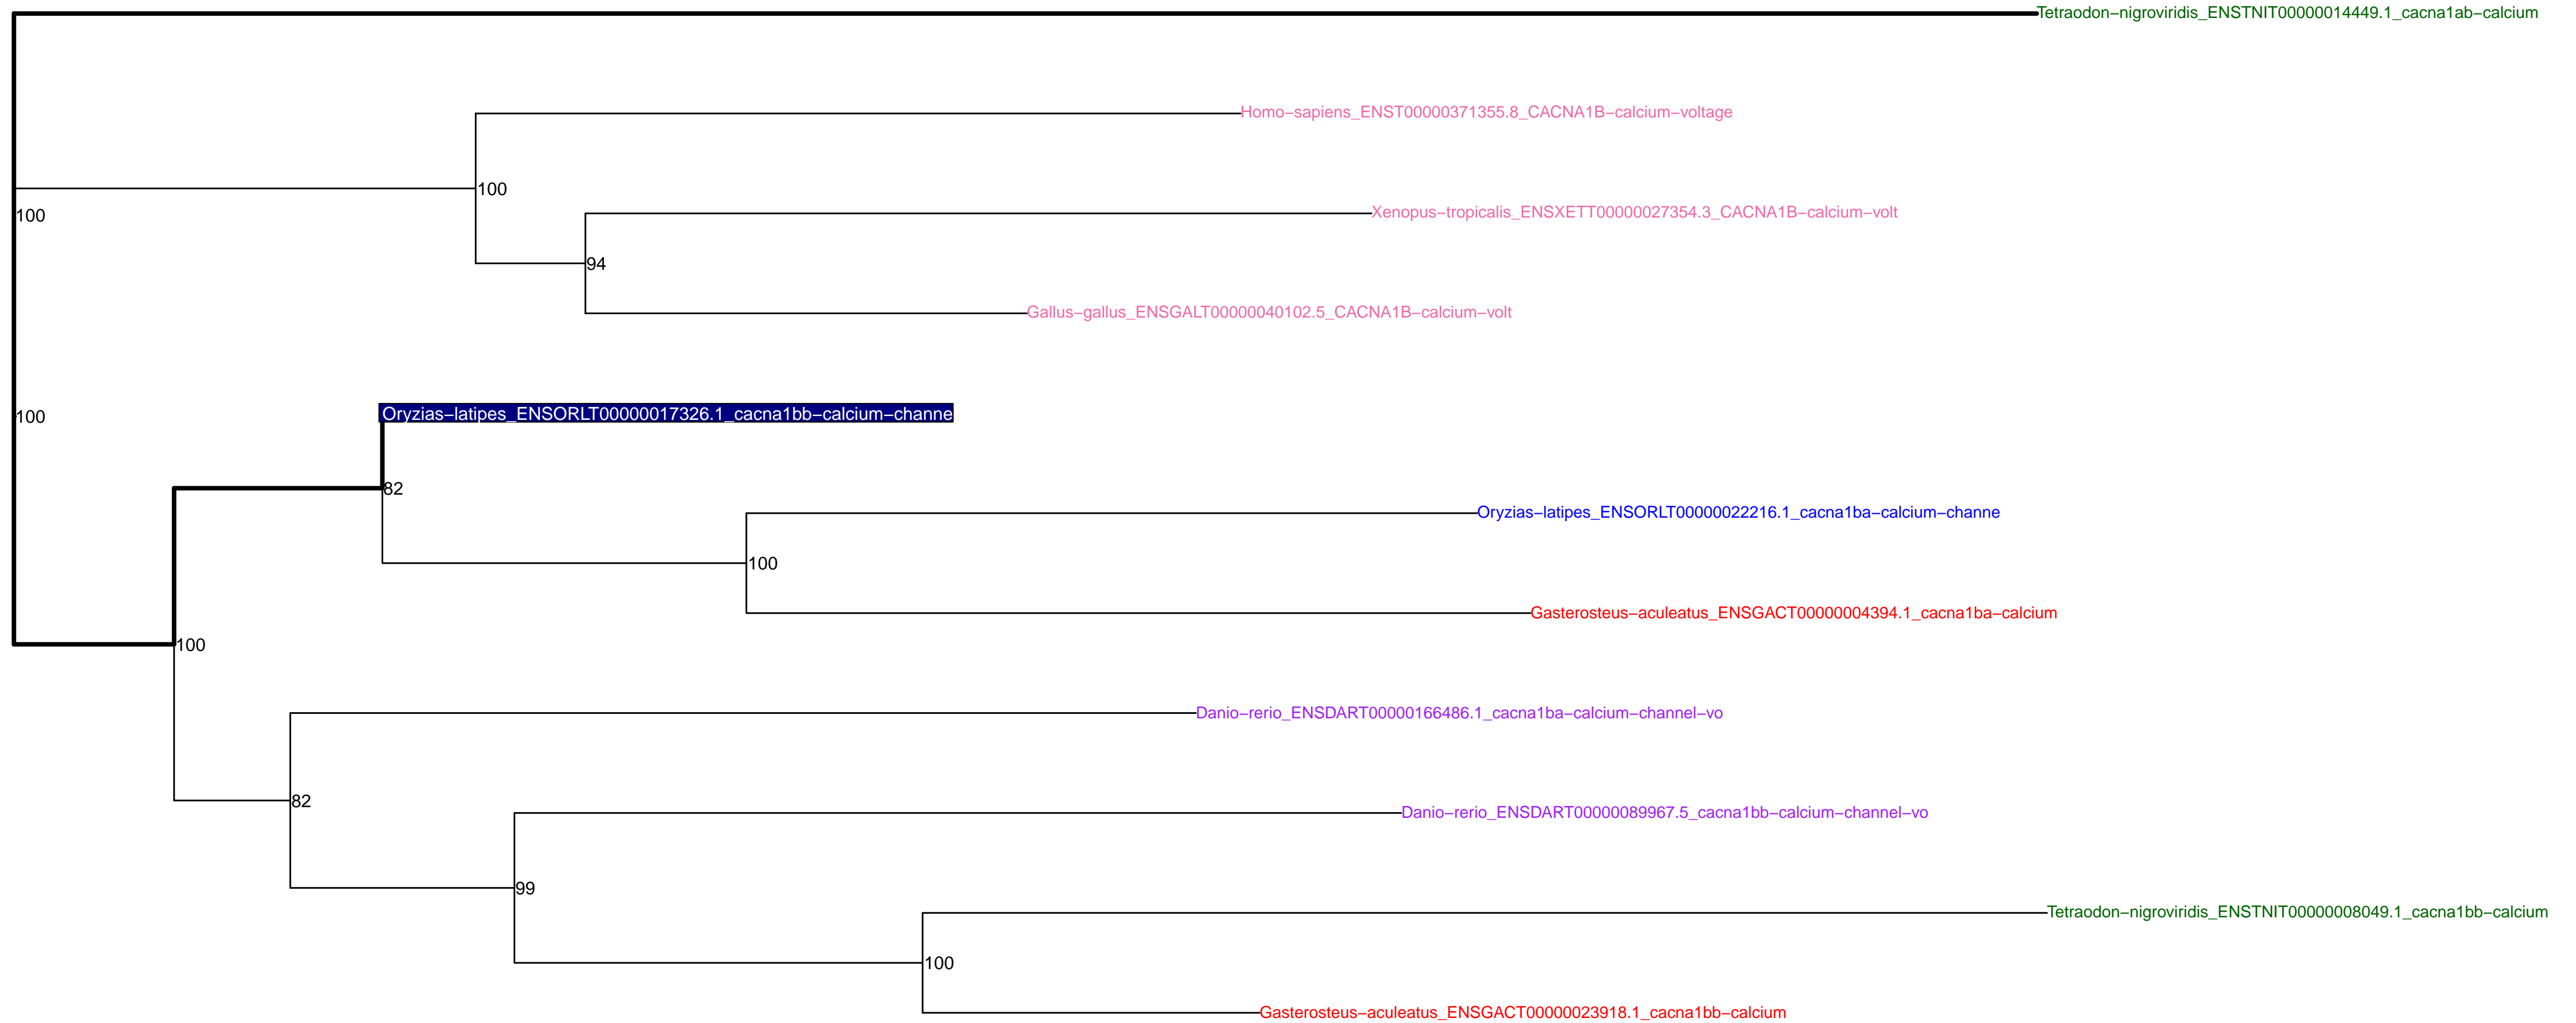 Tetraodon−nigroviridis_ENSTNIT00000014449.1_cacna1ab−calcium
Homo−sapiens_ENST00000371355.8_CACNA1B−calcium−voltage
100
Xenopus−tropicalis_ENSXETT00000027354.3_CACNA1B−calcium−volt
100
94
Gallus−gallus_ENSGALT00000040102.5_CACNA1B−calcium−volt
Oryzias−latipes_ENSORLT00000017326.1_cacna1bb−calcium−channe
100
82
Oryzias−latipes_ENSORLT00000022216.1_cacna1ba−calcium−channe
100
Gasterosteus−aculeatus_ENSGACT00000004394.1_cacna1ba−calcium
100
Danio−rerio_ENSDART00000166486.1_cacna1ba−calcium−channel−vo
82
Danio−rerio_ENSDART00000089967.5_cacna1bb−calcium−channel−vo
99
Tetraodon−nigroviridis_ENSTNIT00000008049.1_cacna1bb−calcium
100
Gasterosteus−aculeatus_ENSGACT00000023918.1_cacna1bb−calcium